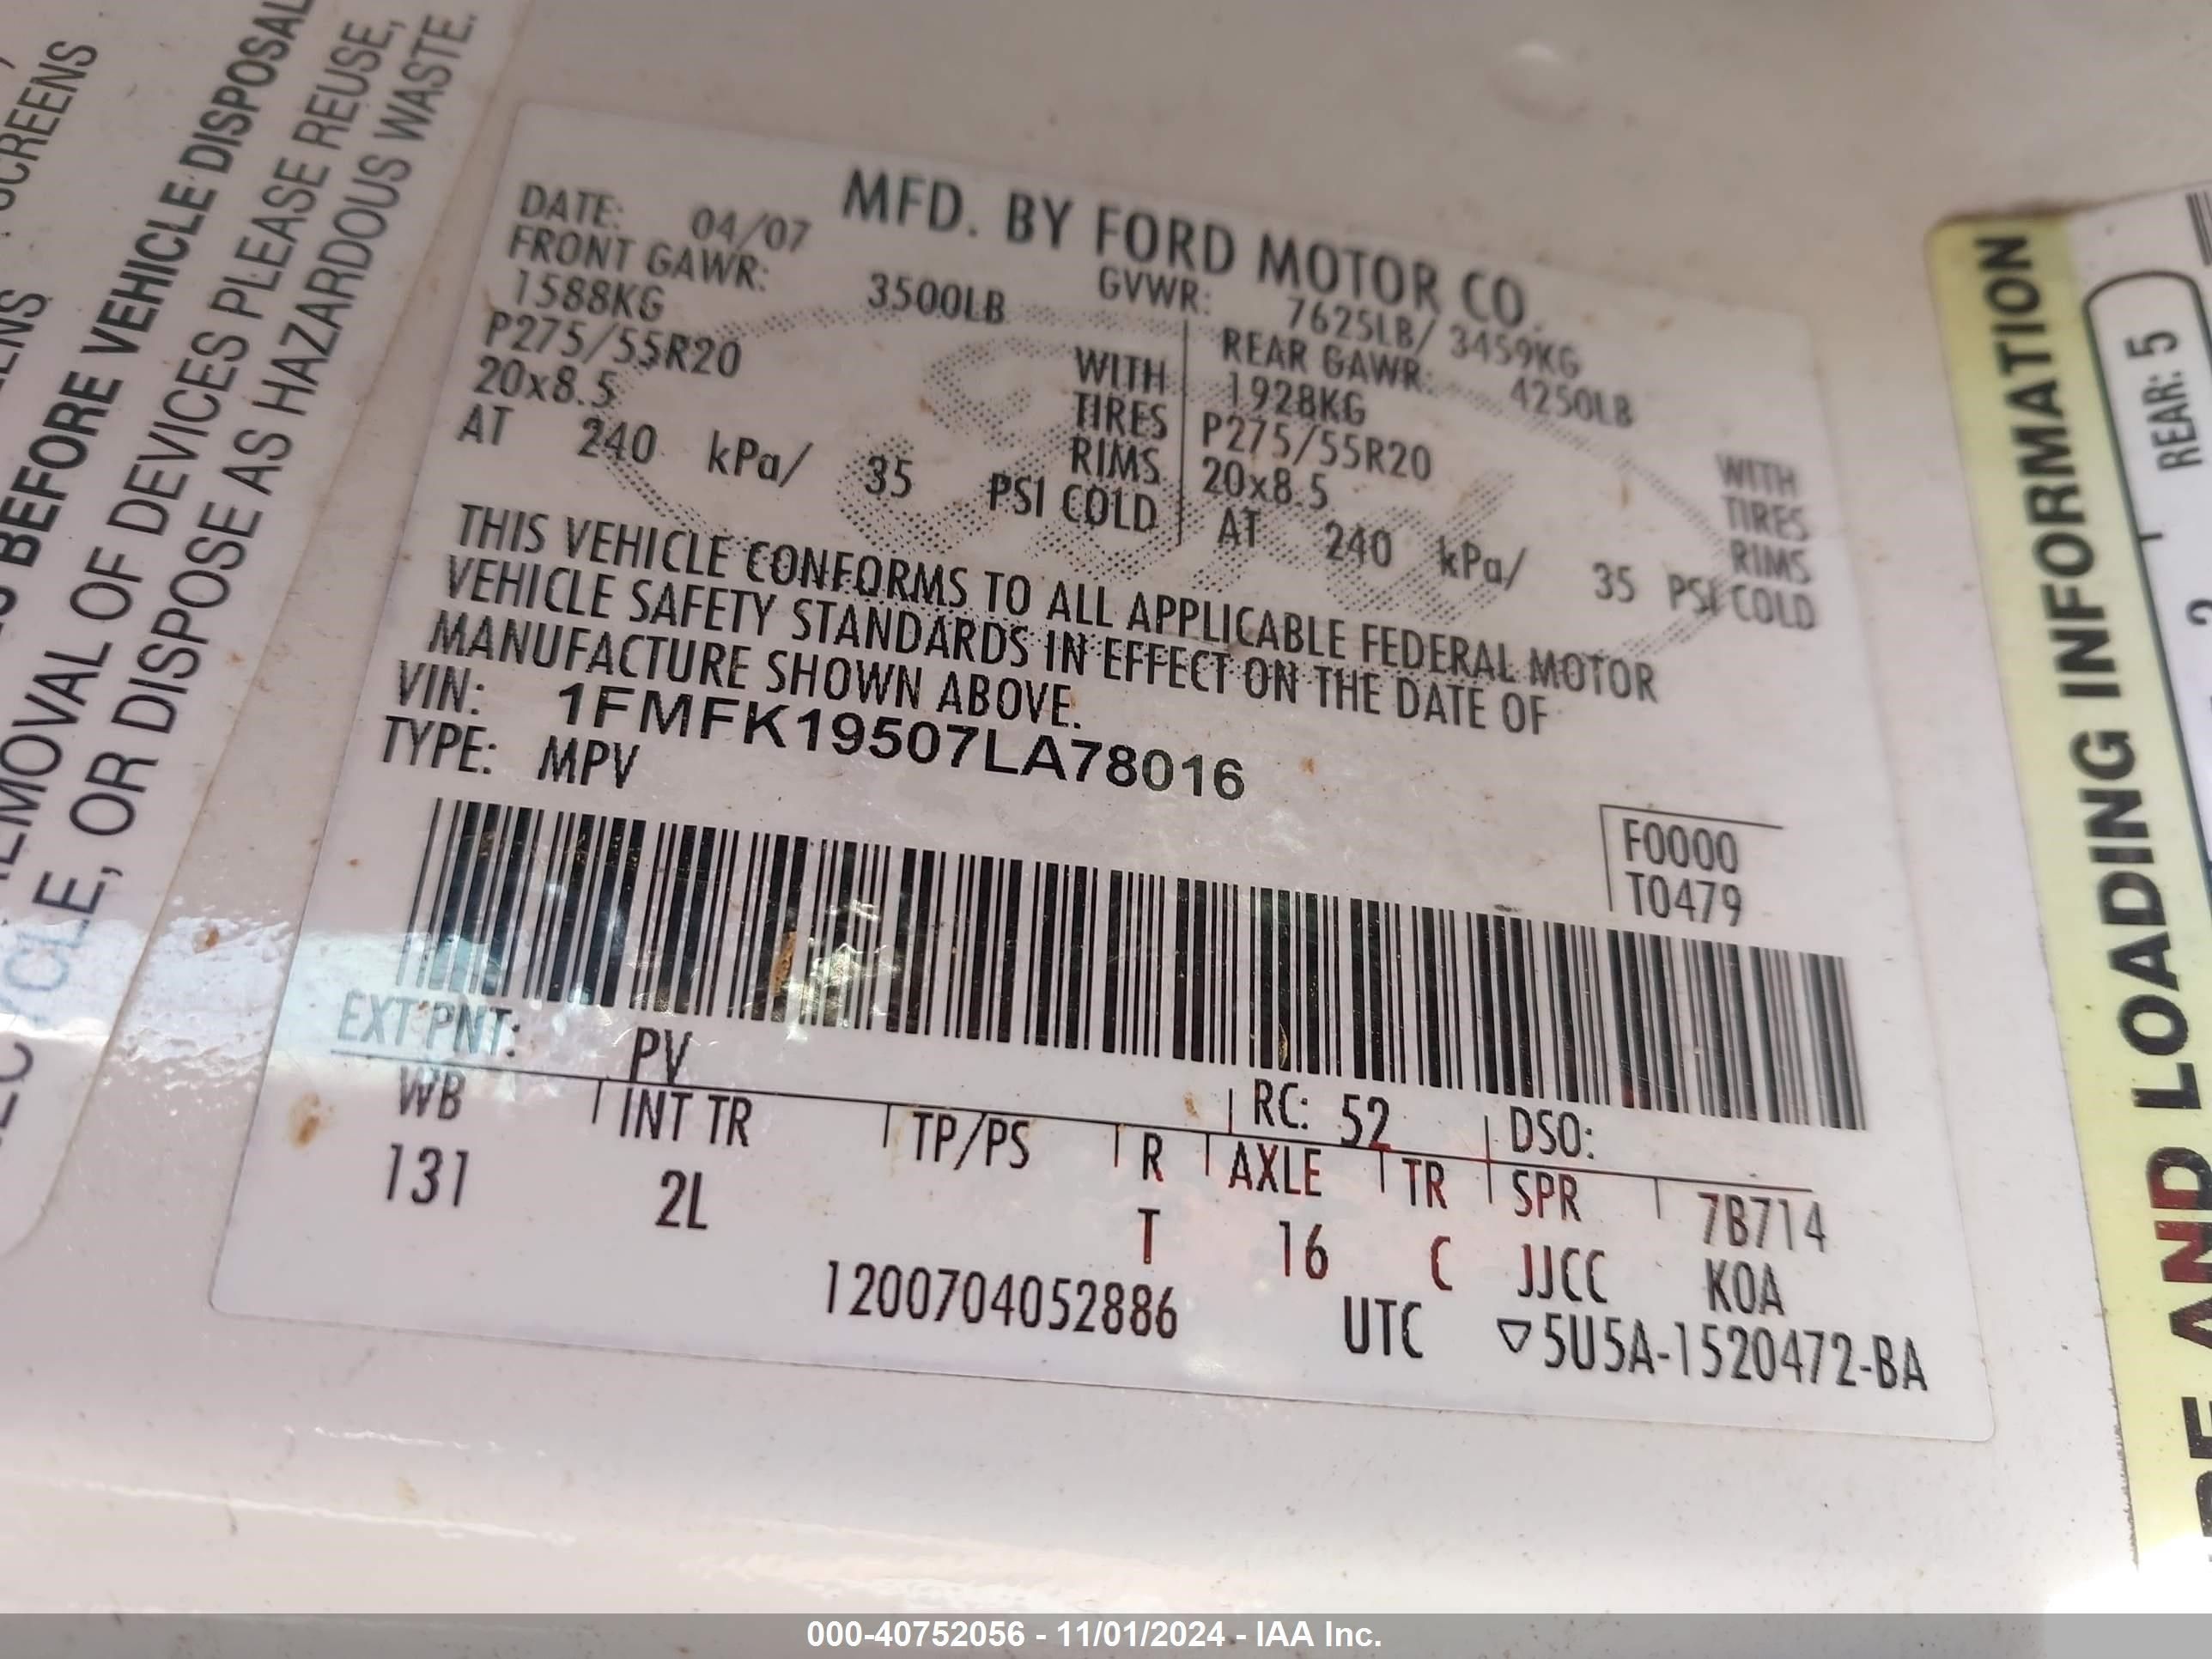 SCREENS
BEFORE VEHICLE DISPOSAL
REMOVAL OF DEVICES PLEASE REUSE,
CLE, OR DISPOSE AS HAZARDOUS WASTE.
MFD. BY FORD MOTOR CO.
DATE: 04/07
GVWR: 7625LB/ 3459KG
FRONT GAWR: 3500LB
1588KG WITH
P275/55R20 TIRES
20x8.5 RIMS
AT 240 kPa/ 35 PSI COLD
REAR GAWR: 4250LB
1928KG WITH
P275/55R20 TIRES
20x8.5 RIMS
AT 240 kPa/ 35 PSI COLD
THIS VEHICLE CONFORMS TO ALL APPLICABLE FEDERAL MOTOR
VEHICLE SAFETY STANDARDS IN EFFECT ON THE DATE OF
MANUFACTURE SHOWN ABOVE.
VIN: 1FMFK19507LA78016
TYPE: MPV
F0000
T0479
EXT PNT: PV RC: 52 DSO:
WB INT TR TP/PS R AXLE TR SPR 7B714
131 2L T 16 C JJCC KOA
1200704052886 UTC ▽5U5A-1520472-BA
AND LOADING INFORMATION
REAR: 5
000-40752056 - 11/01/2024 - IAA Inc.